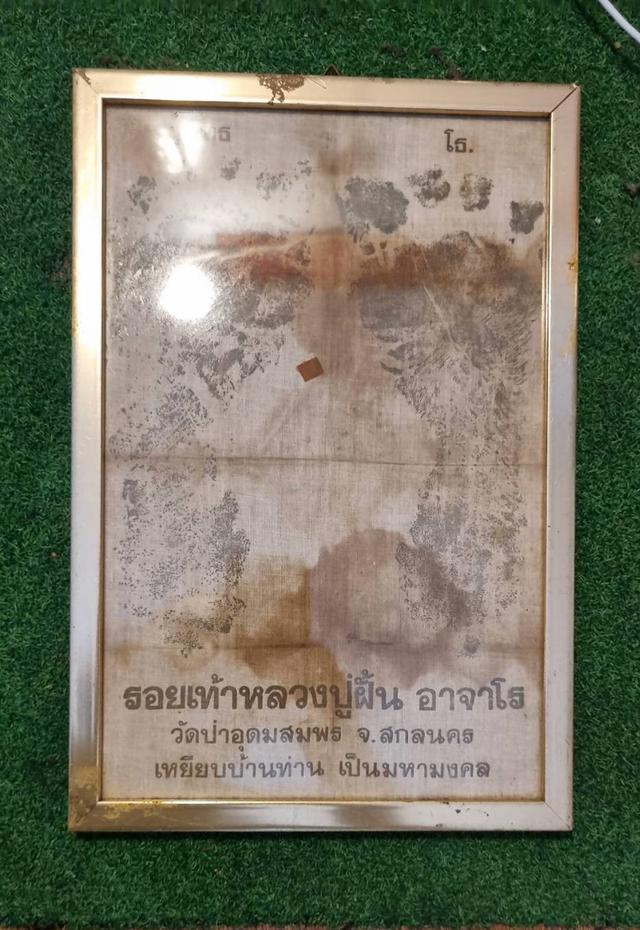 โธ.
รอยเท้าหลวงปู่ฝั้น อาจาโร
วัดป่าอุดมสมพร จ.สกลนคร
เหยียบบ้านท่าน เป็นมหามงคล